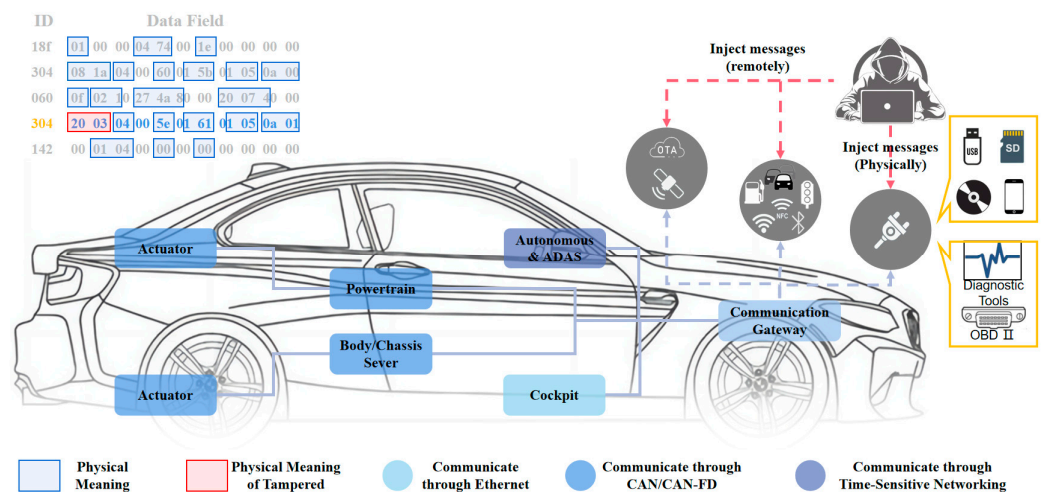 ID Data Field
18f 01 00 00 04 74 00 1e 00 00 00 00
304 08 1a 04 00 60 01 5b 01 05 0a 00
060 0f 02 10 27 4a 80 00 20 07 40 00
304 20 03 04 00 5e 01 61 01 05 0a 01
142 00 01 04 00 00 00 00 00 00 00 00
Inject messages
(remotely)
Inject messages
(Physically)
OTA
NFC
USB
SD
Diagnostic
Tools
OBD II
Actuator
Autonomous
& ADAS
Powertrain
Communication
Gateway
Body/Chassis
Sever
Actuator
Cockpit
Physical
Meaning
Physical Meaning
of Tampered
Communicate
through Ethernet
Communicate through
CAN/CAN-FD
Communicate through
Time-Sensitive Networking